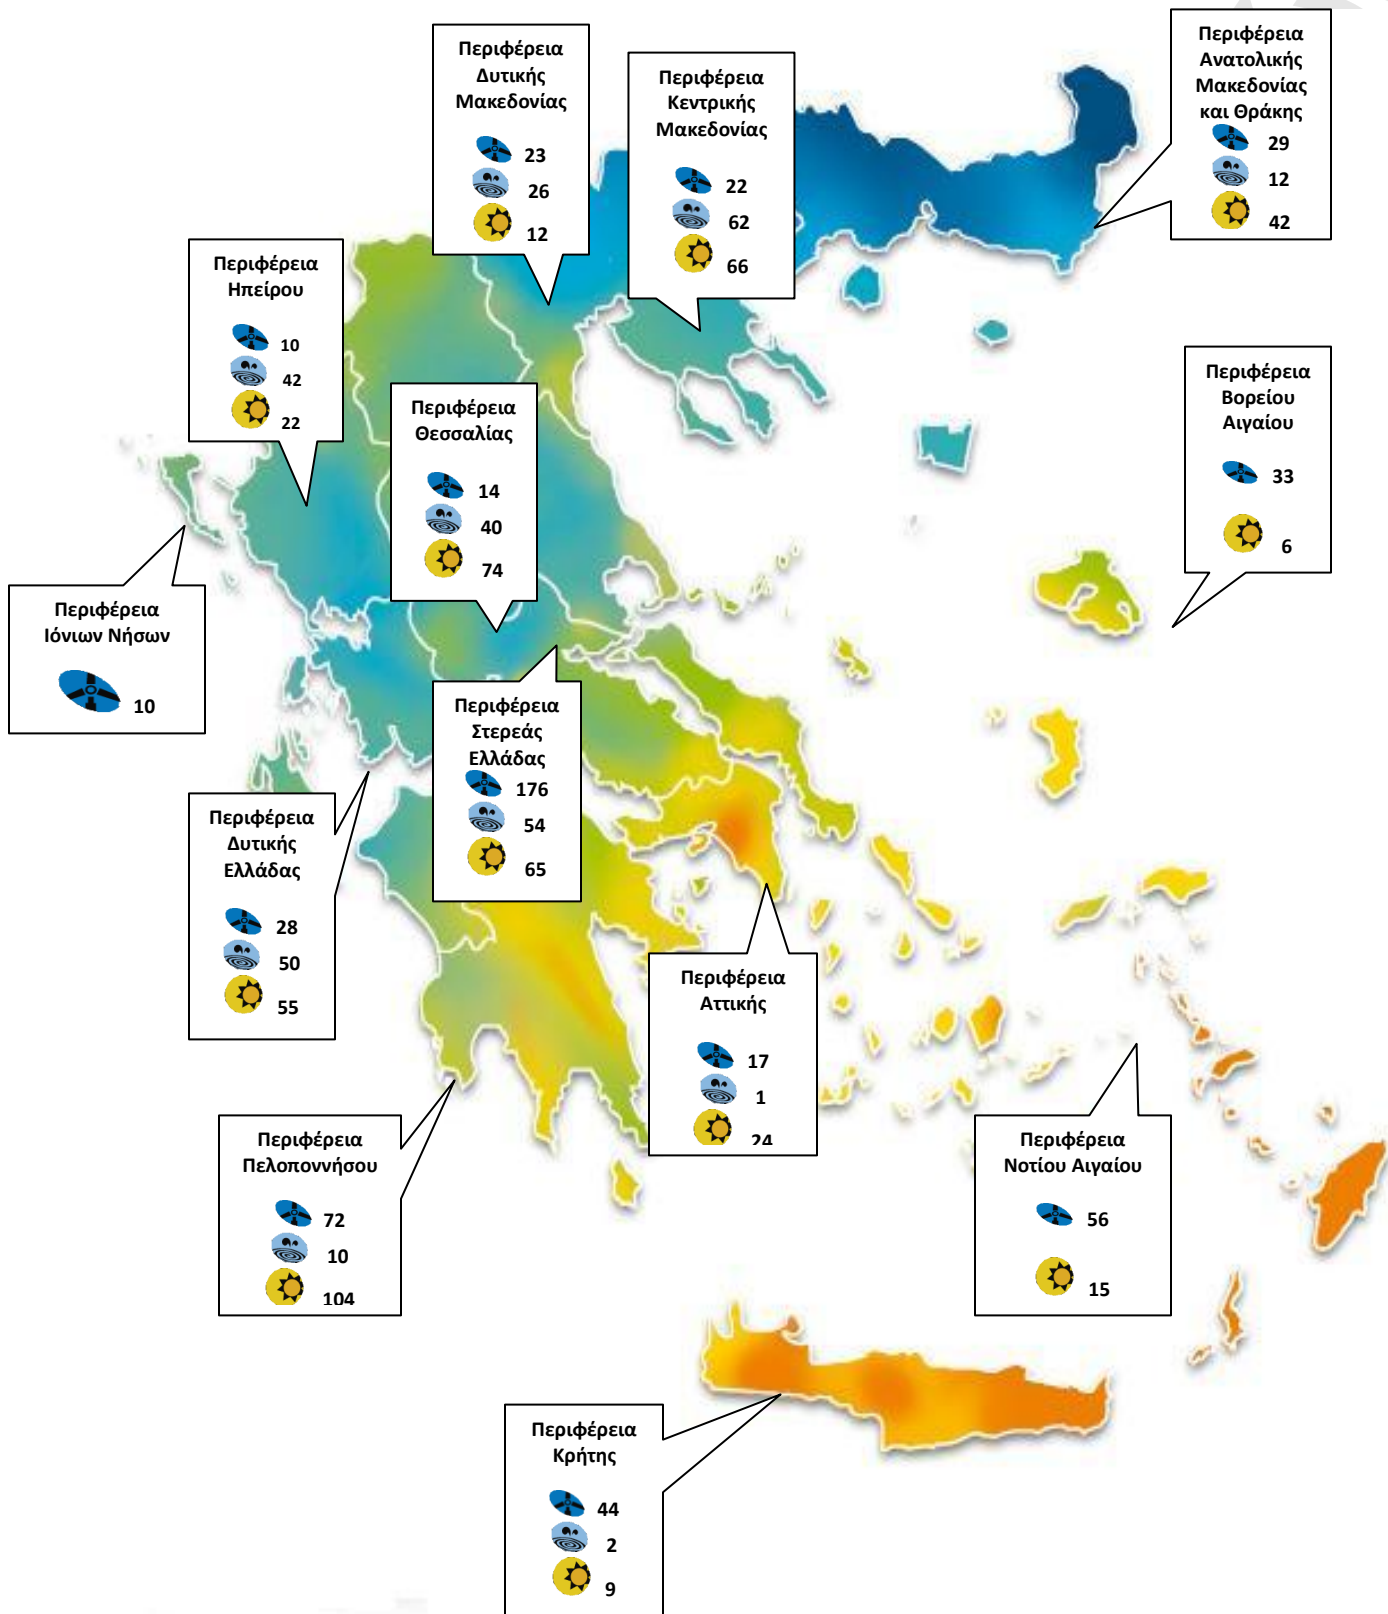 Περιφέρεια
Δυτικής
Μακεδονίας
23
26
12
Περιφέρεια
Κεντρικής
Μακεδονίας
22
62
66
Περιφέρεια
Ανατολικής
Μακεδονίας
και Θράκης
29
12
42
Περιφέρεια
Ηπείρου
10
42
22
Περιφέρεια
Θεσσαλίας
14
40
74
Περιφέρεια
Βορείου
Αιγαίου
33
6
Περιφέρεια
Ιόνιων Νήσων
10
Περιφέρεια
Στερεάς
Ελλάδας
176
54
65
Περιφέρεια
Δυτικής
Ελλάδας
28
50
55
Περιφέρεια
Αττικής
17
1
24
Περιφέρεια
Πελοποννήσου
72
10
104
Περιφέρεια
Νοτίου Αιγαίου
56
15
Περιφέρεια
Κρήτης
44
2
9